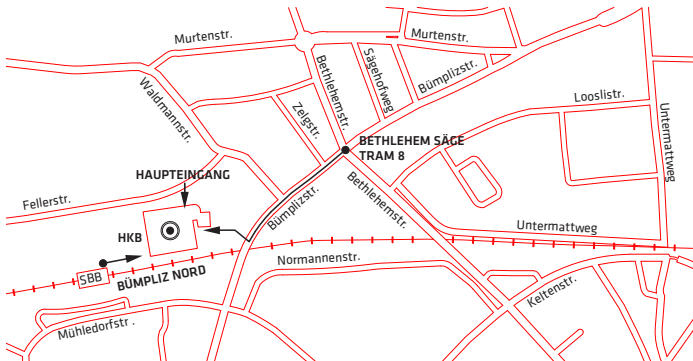 Murtenstr.
Murtenstr.
Waldmannstr.
Bethlehemstr.
Sägehofweg
Bümplizstr.
Looslistr.
Untermattweg
Zelgstr.
BETHLEHEM SÄGE
TRAM 8
HAUPTEINGANG
Fellerstr.
Bümplizstr.
Bethlehemstr.
Untermattweg
HKB
Normannenstr.
SBB
BÜMPLIZ NORD
Keltenstr.
Mühledorfstr.